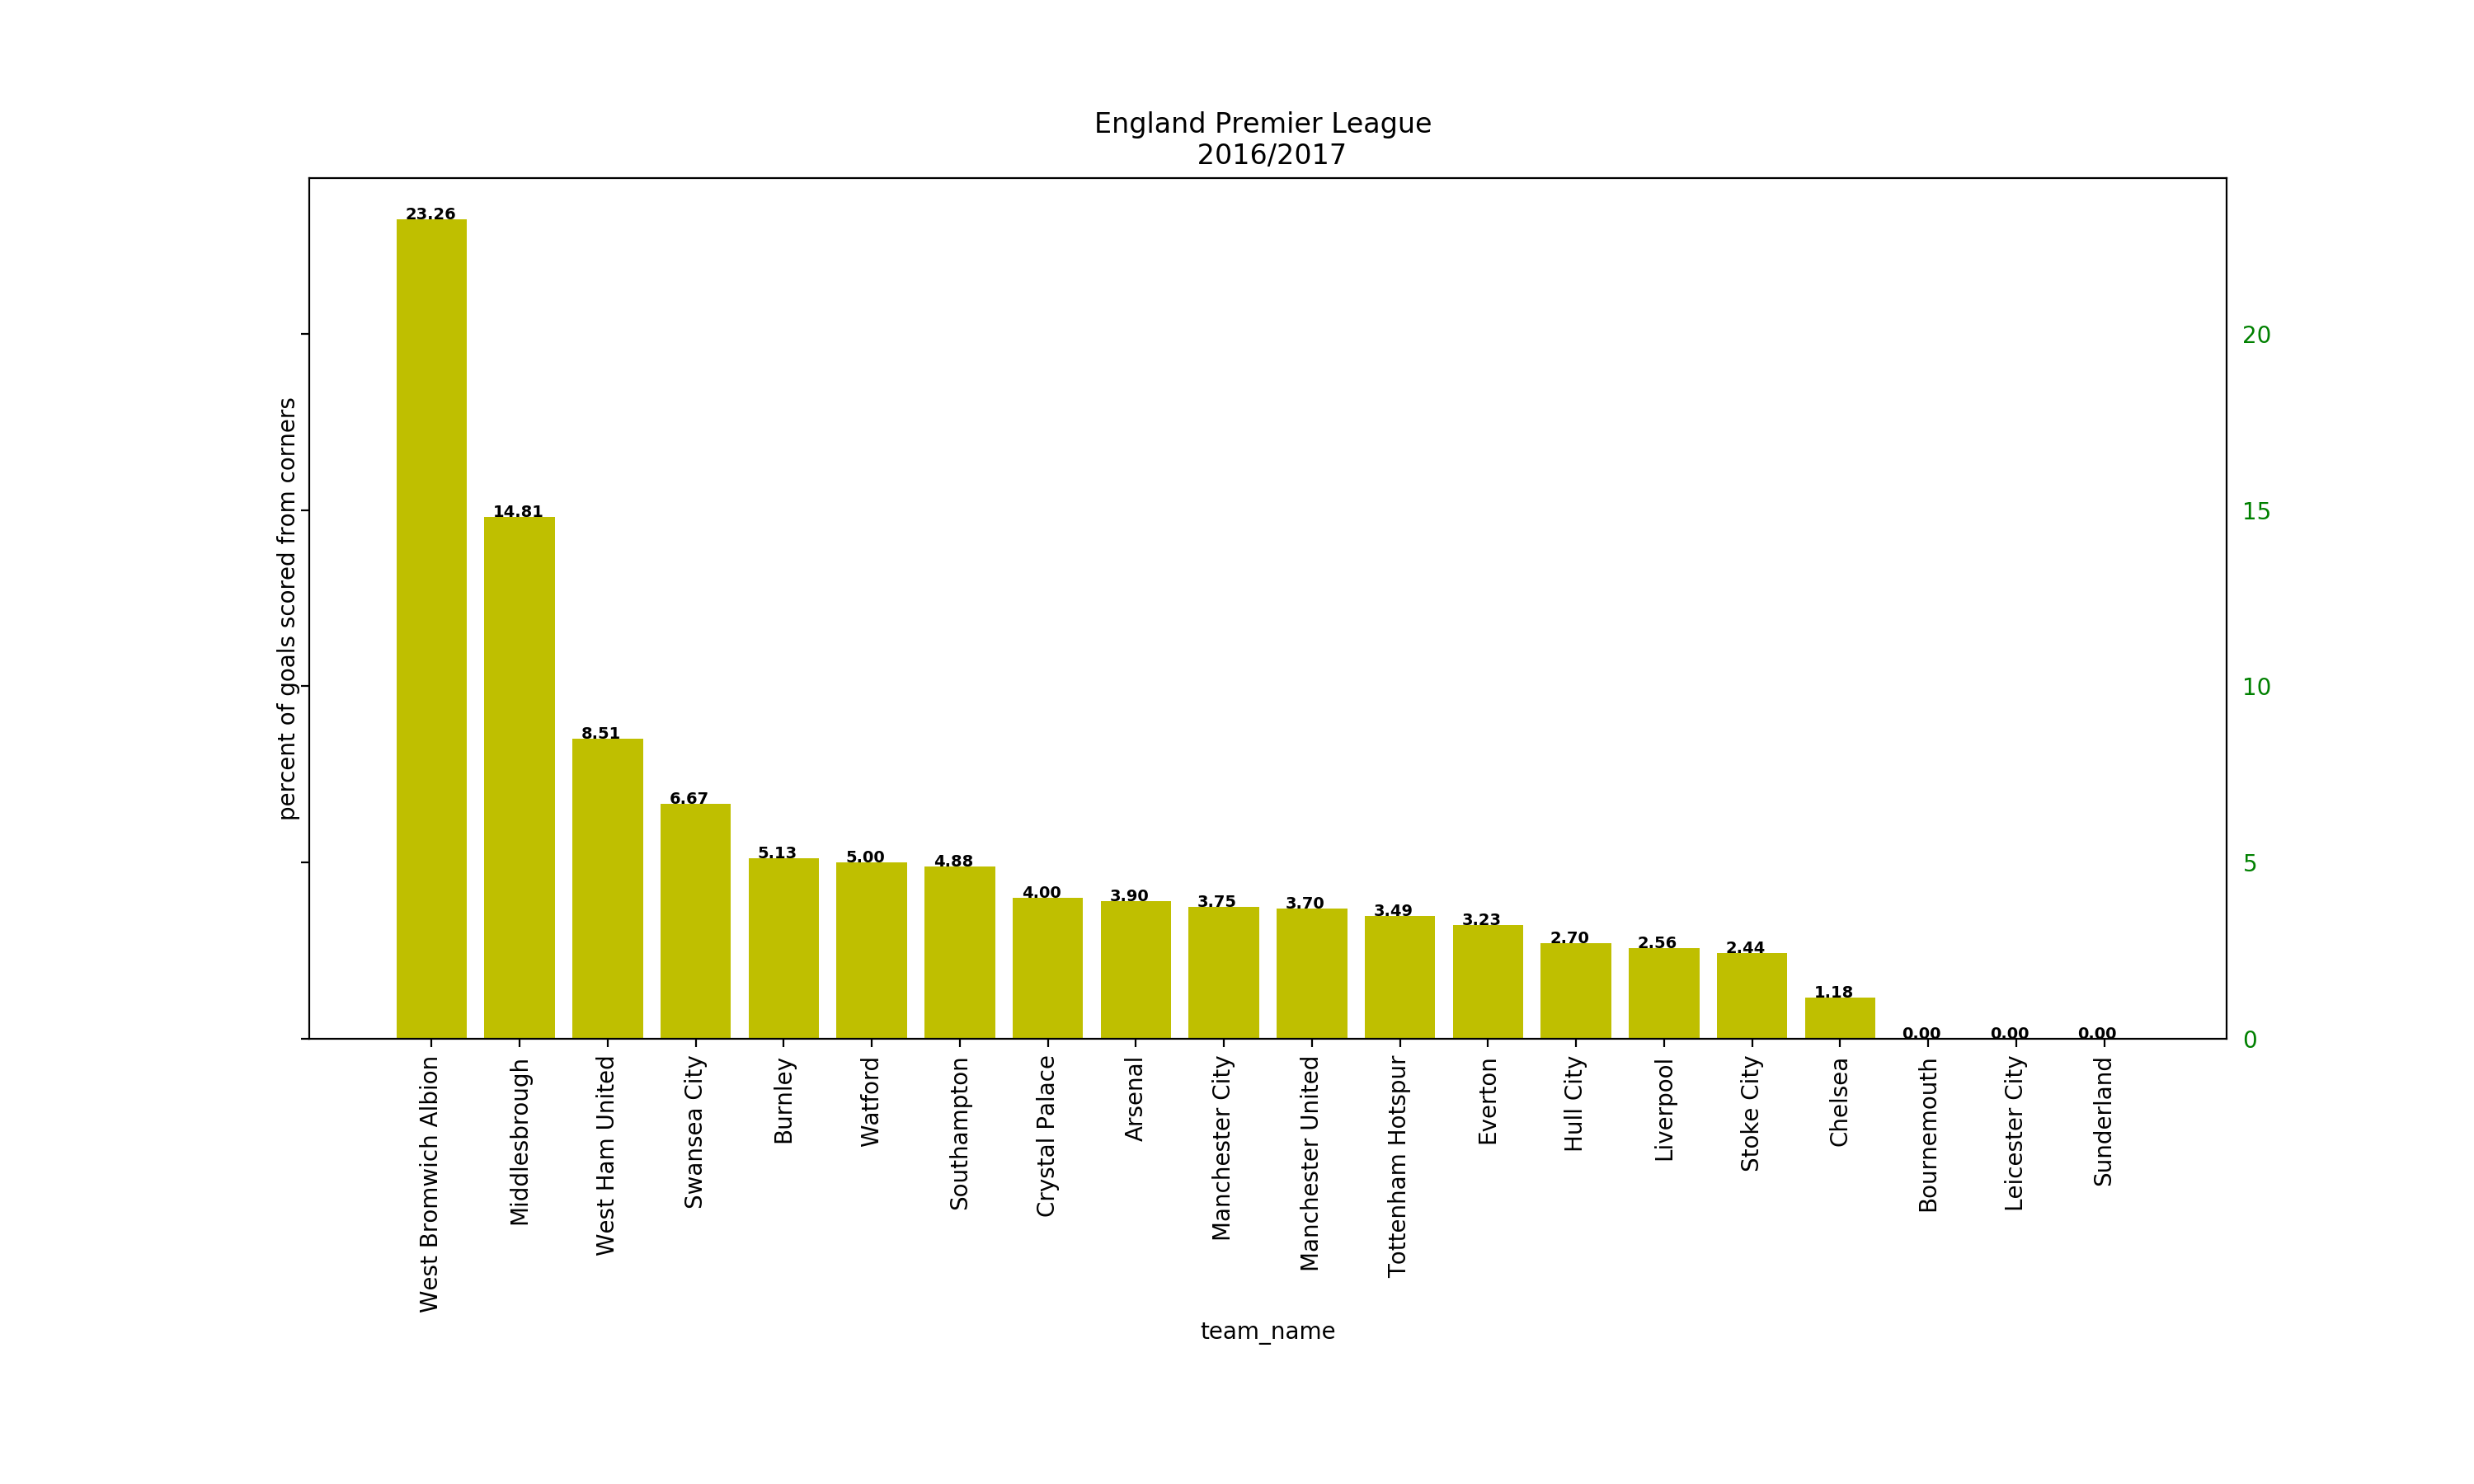 England Premier League
2016/2017
percent of goals scored from corners
23.26
14.81
8.51
6.67
5.13
5.00
4.88
4.00
3.90
3.75
3.70
3.49
3.23
2.70
2.56
2.44
1.18
0.00
0.00
0.00
20
15
10
5
0
West Bromwich Albion
Middlesbrough
West Ham United
Swansea City
Burnley
Watford
Southampton
Crystal Palace
Arsenal
Manchester City
Manchester United
Tottenham Hotspur
Everton
Hull City
Liverpool
Stoke City
Chelsea
Bournemouth
Leicester City
Sunderland
team_name